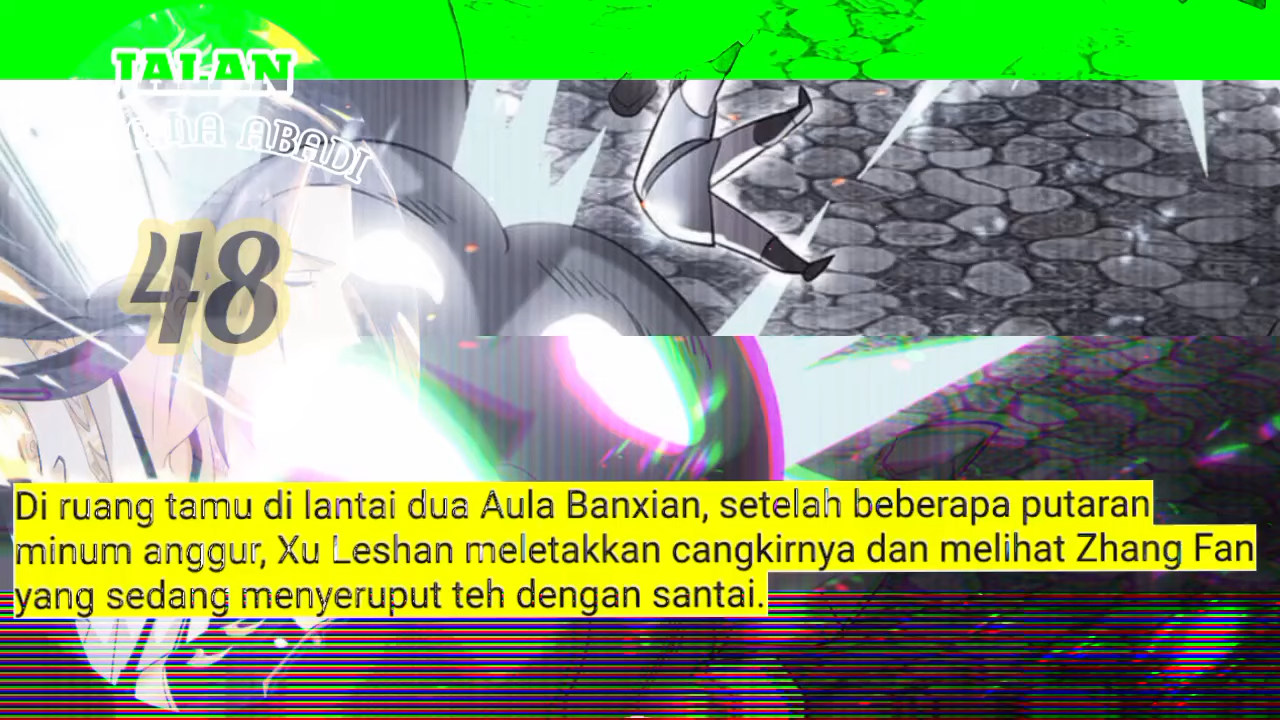 JALAN
ABADI
48
Di ruang tamu di lantai dua Aula Banxian, setelah beberapa putaran
minum anggur, Xu Leshan meletakkan cangkirnya dan melihat Zhang Fan
yang sedang menyeruput teh dengan santai.